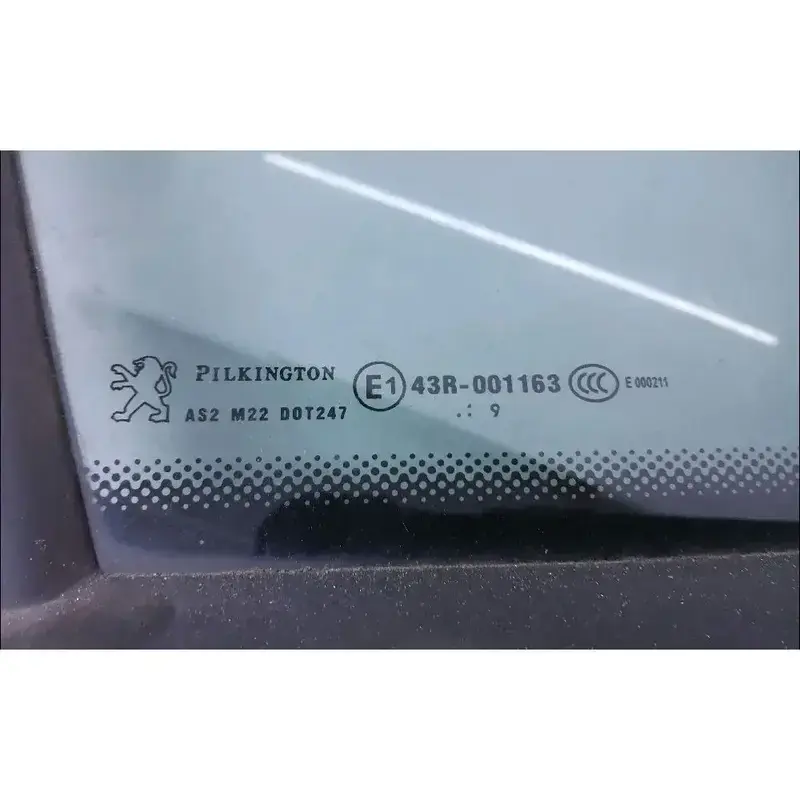 PILKINGTON E1 43R-001163 CCC E 000211
AS2 M22 DOT247 .: 9